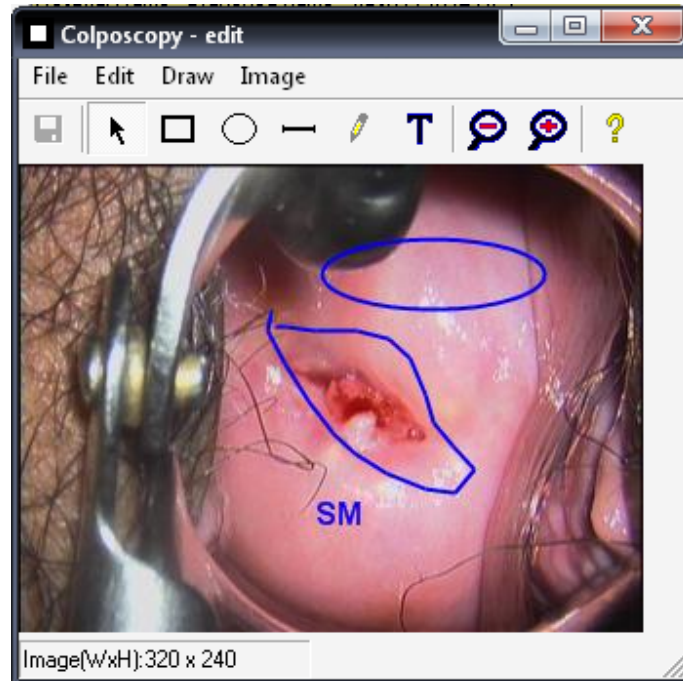 Colposcopy - edit
File Edit Draw Image
T
SM
Image(WxH):320 x 240